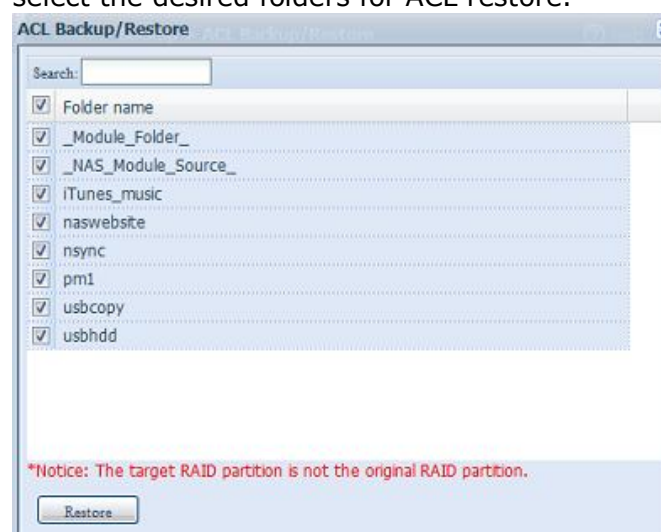 select the desired folders for ACL restore.
ACL Backup/Restore
Search:
Folder name
_Module_Folder_
_NAS_Module_Source_
iTunes_music
naswebsite
nsync
pm1
usbcopy
usbhdd
*Notice: The target RAID partition is not the original RAID partition.
Restore